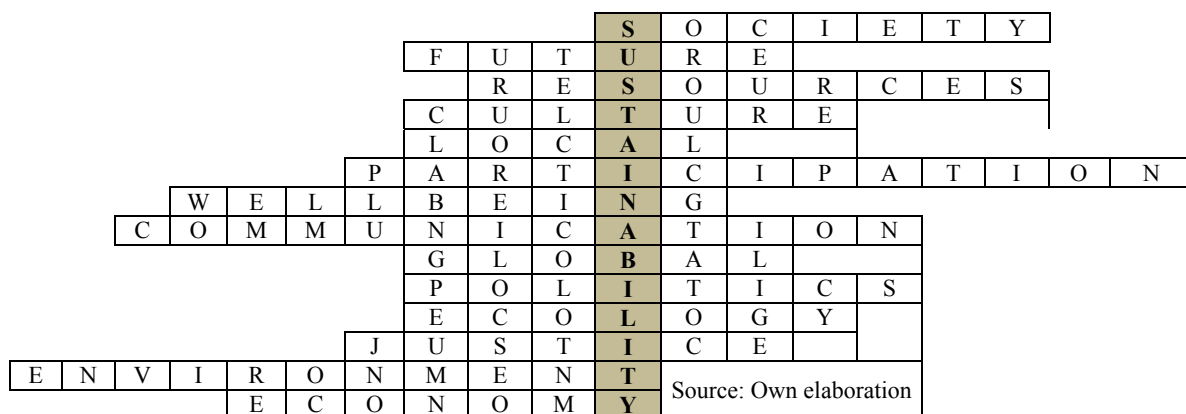 S O C I E T Y
F U T U R E
R E S O U R C E S
C U L T U R E
L O C A L
P A R T I C I P A T I O N
W E L L B E I N G
C O M M U N I C A T I O N
G L O B A L
P O L I T I C S
E C O L O G Y
J U S T I C E
E N V I R O N M E N T
E C O N O M Y
Source: Own elaboration